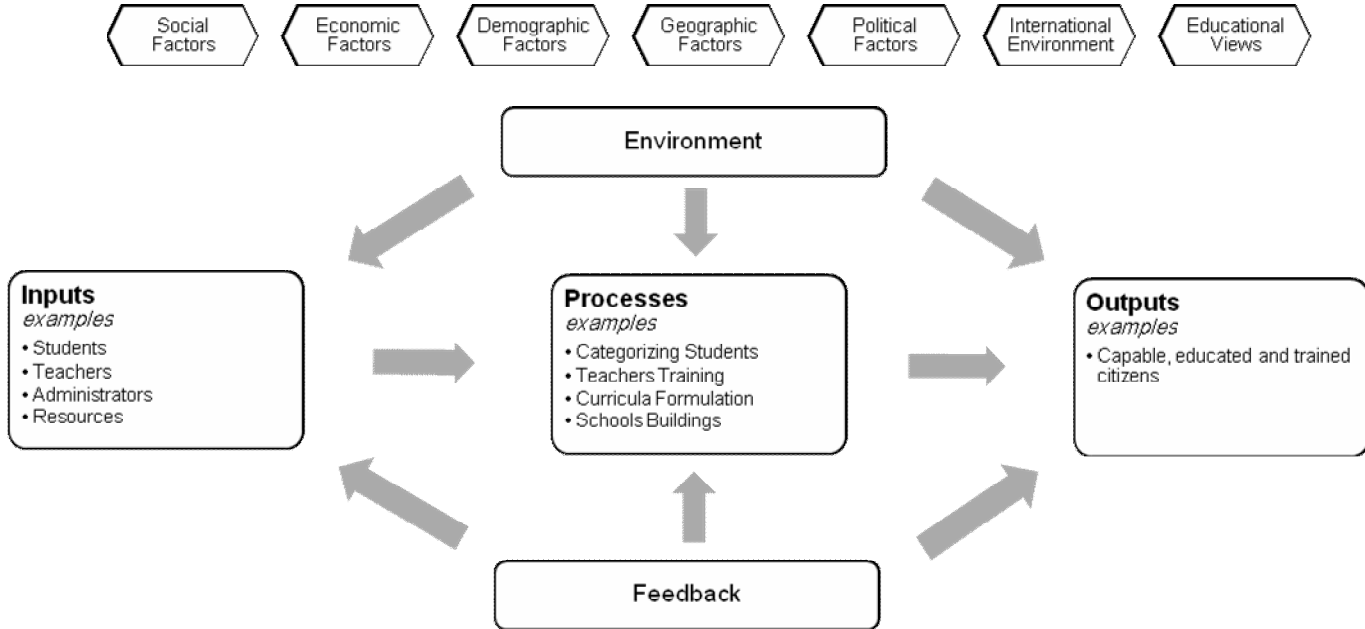 Social
Factors
Economic
Factors
Demographic
Factors
Geographic
Factors
Political
Factors
International
Environment
Educational
Views
Environment
Inputs
examples
• Students
• Teachers
• Administrators
• Resources
Processes
examples
• Categorizing Students
• Teachers Training
• Curricula Formulation
• Schools Buildings
Outputs
examples
• Capable, educated and trained
citizens
Feedback